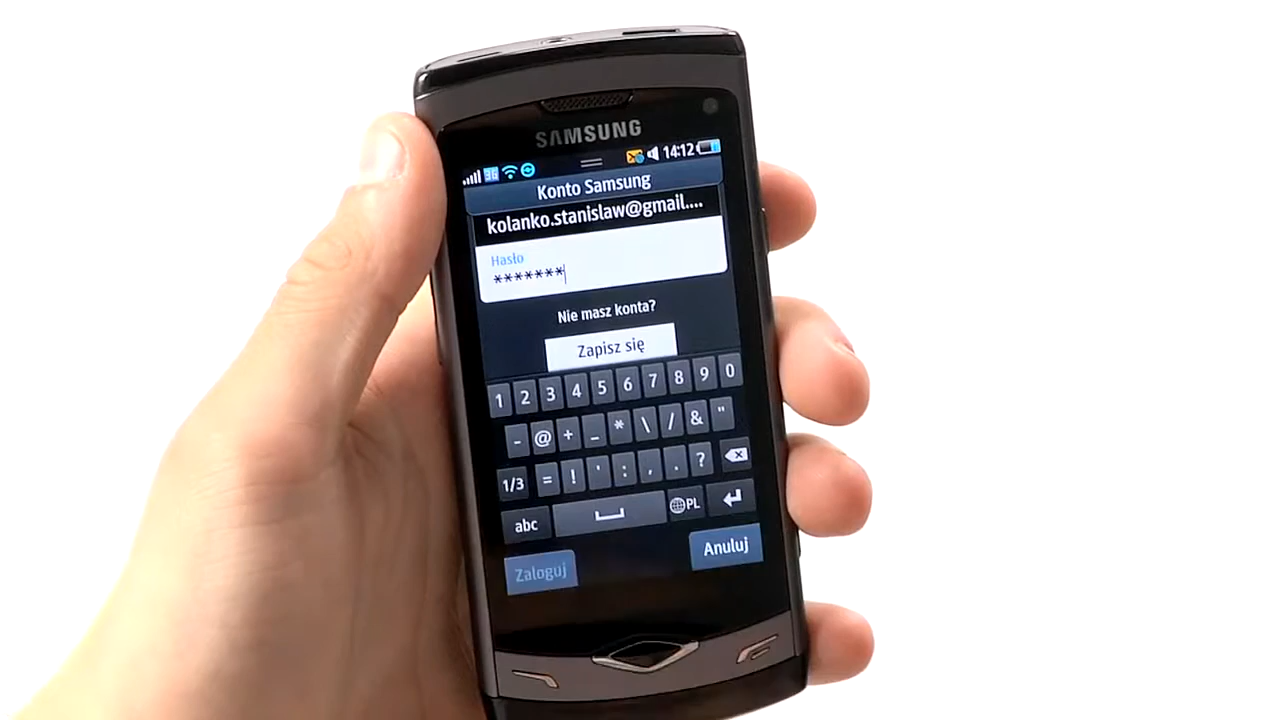 SAMSUNG
3G 14:12
Konto Samsung
kolanko.stanislaw@gmail....
Hasło
*******
Nie masz konta?
Zapisz się
1 2 3 4 5 6 7 8 9 0
- @ + _ * \ / & "
1/3 = ! ' : , . ?
abc PL
Zaloguj Anuluj